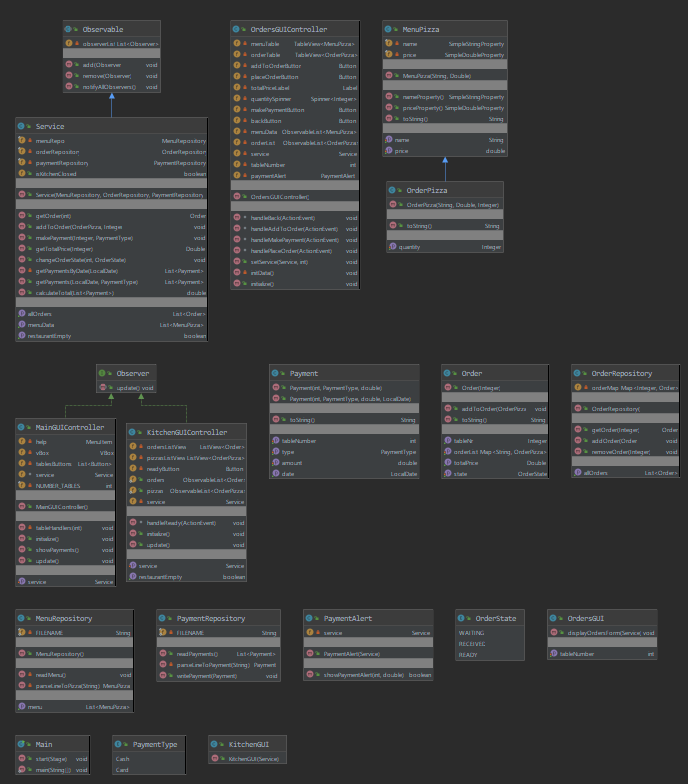 Observable
observerList List<Observer>
add(Observer void
remove(Observer) void
notifyAllObservers() void
Service
menuRepo MenuRepository
orderRepository OrderRepository
paymentRepository PaymentRepository
isKitchenClosed boolean
Service(MenuRepository, OrderRepository, PaymentRepository
getOrder(int) Order
addToOrder(OrderPizza, Integer void
makePayment(Integer, PaymentType) void
getTotalPrice(Integer) Double
changeOrderState(int, OrderState) void
getPaymentsByDate(LocalDate) List<Payment>
getPayments(LocalDate, PaymentType) List<Payment
calculateTotal(List<Payment>) double
allOrders List<Order>
menuData List<MenuPizza>
restaurantEmpty boolean
OrdersGUIController
menuTable TableView<MenuPizza>
orderTable TableView<OrderPizza>
addToOrderButton Button
placeOrderButton Button
totalPriceLabel Label
quantitySpinner Spinner<Integer>
makePaymentButton Button
backButton Button
menuData ObservableList<MenuPizza>
orderList ObservableList<OrderPizza>
service Service
tableNumber int
paymentAlert PaymentAlert
OrdersGUIController()
handleBack(ActionEvent) void
handleAddToOrder(ActionEvent) void
handleMakePayment(ActionEvent) void
handlePlaceOrder(ActionEvent) void
setService(Service, int) void
initData() void
initialize() void
MenuPizza
name SimpleStringProperty
price SimpleDoubleProperty
MenuPizza(String, Double)
nameProperty() SimpleStringProperty
priceProperty() SimpleDoubleProperty
toString() String
name String
price double
OrderPizza
OrderPizza(String, Double, Integer)
toString() String
quantity Integer
Observer
update() void
MainGUIController
help MenuItem
vBox VBox
tablesButtons List<Button>
service Service
NUMBER_TABLES int
MainGUIController()
tableHandlers(int) void
initialize() void
showPayments() void
update() void
service Service
KitchenGUIController
ordersListView ListView<Order>
pizzasListView ListView<OrderPizza>
readyButton Button
orders ObservableList<Order>
pizzas ObservableList<OrderPizza>
service Service
handleReady(ActionEvent) void
initialize() void
update() void
service Service
restaurantEmpty boolean
Payment
Payment(int, PaymentType, double)
Payment(int, PaymentType, double, LocalDate)
toString() String
tableNumber int
type PaymentType
amount double
date LocalDate
Order
Order(Integer)
addToOrder(OrderPizza void
toString() String
tableNr Integer
orderList Map<String, OrderPizza>
totalPrice Double
state OrderState
OrderRepository
orderMap Map<Integer, Order>
OrderRepository()
getOrder(Integer) Order
addOrder(Order void
removeOrder(Integer) void
allOrders List<Order>
MenuRepository
FILENAME String
MenuRepository()
readMenu() void
parseLineToPizza(String) MenuPizza
menu List<MenuPizza>
PaymentRepository
FILENAME String
readPayments() List<Payment>
parseLineToPayment(String) Payment
writePayment(Payment) void
PaymentAlert
service Service
PaymentAlert(Service)
showPaymentAlert(int, double) boolean
OrderState
WAITING
RECEIVED
READY
OrdersGUI
displayOrdersForm(Service) void
tableNumber int
Main
start(Stage) void
main(String[]) void
PaymentType
Cash
Card
KitchenGUI
KitchenGUI(Service)